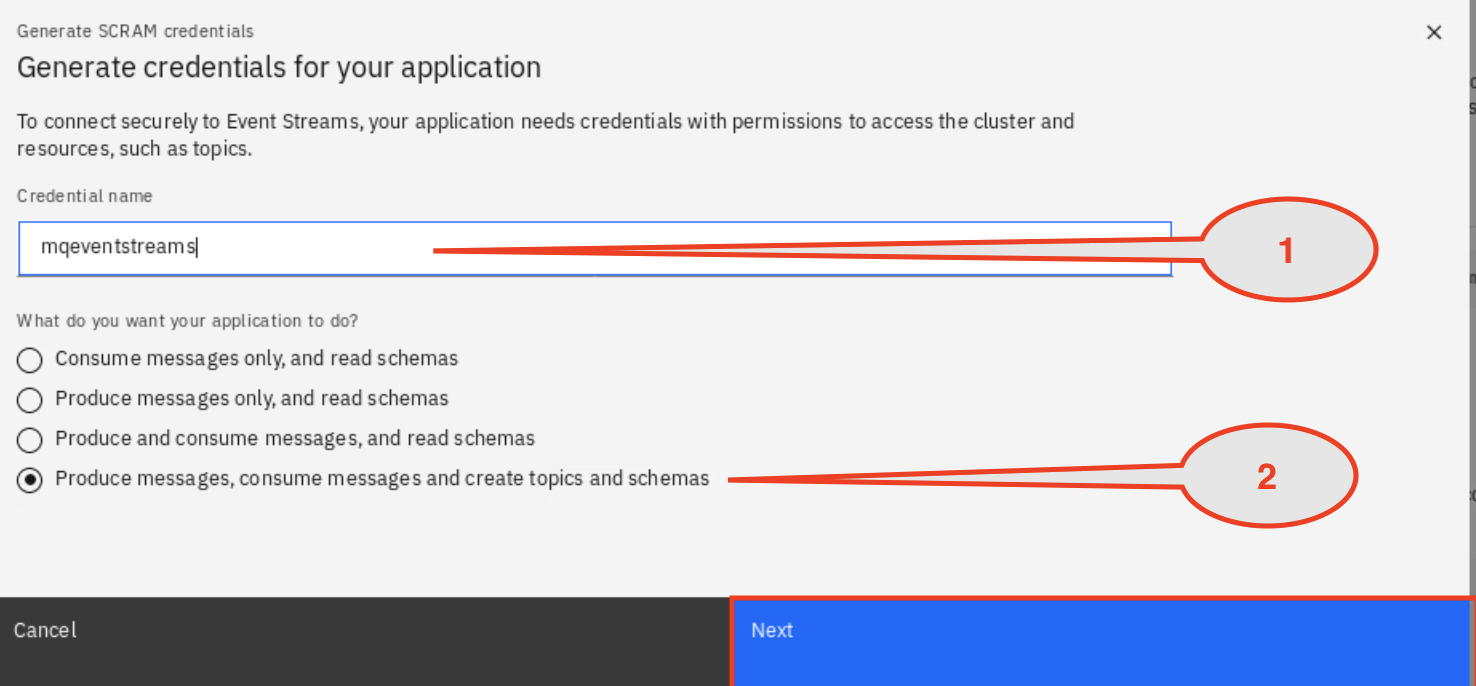 Generate SCRAM credentials
Generate credentials for your application
To connect securely to Event Streams, your application needs credentials with permissions to access the cluster and
resources, such as topics.
Credential name
mqeventstreams
1
What do you want your application to do?
Consume messages only, and read schemas
Produce messages only, and read schemas
Produce and consume messages, and read schemas
Produce messages, consume messages and create topics and schemas
2
Cancel
Next